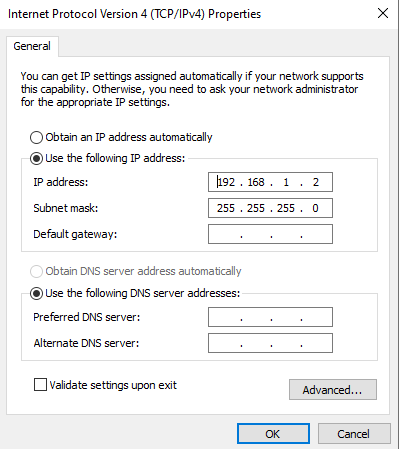 Internet Protocol Version 4 (TCP/IPv4) Properties
General
You can get IP settings assigned automatically if your network supports
this capability. Otherwise, you need to ask your network administrator
for the appropriate IP settings.
Obtain an IP address automatically
Use the following IP address:
IP address: 192 . 168 . 1 . 2
Subnet mask: 255 . 255 . 255 . 0
Default gateway: . . .
Obtain DNS server address automatically
Use the following DNS server addresses:
Preferred DNS server: . . .
Alternate DNS server: . . .
Validate settings upon exit
Advanced...
OK Cancel